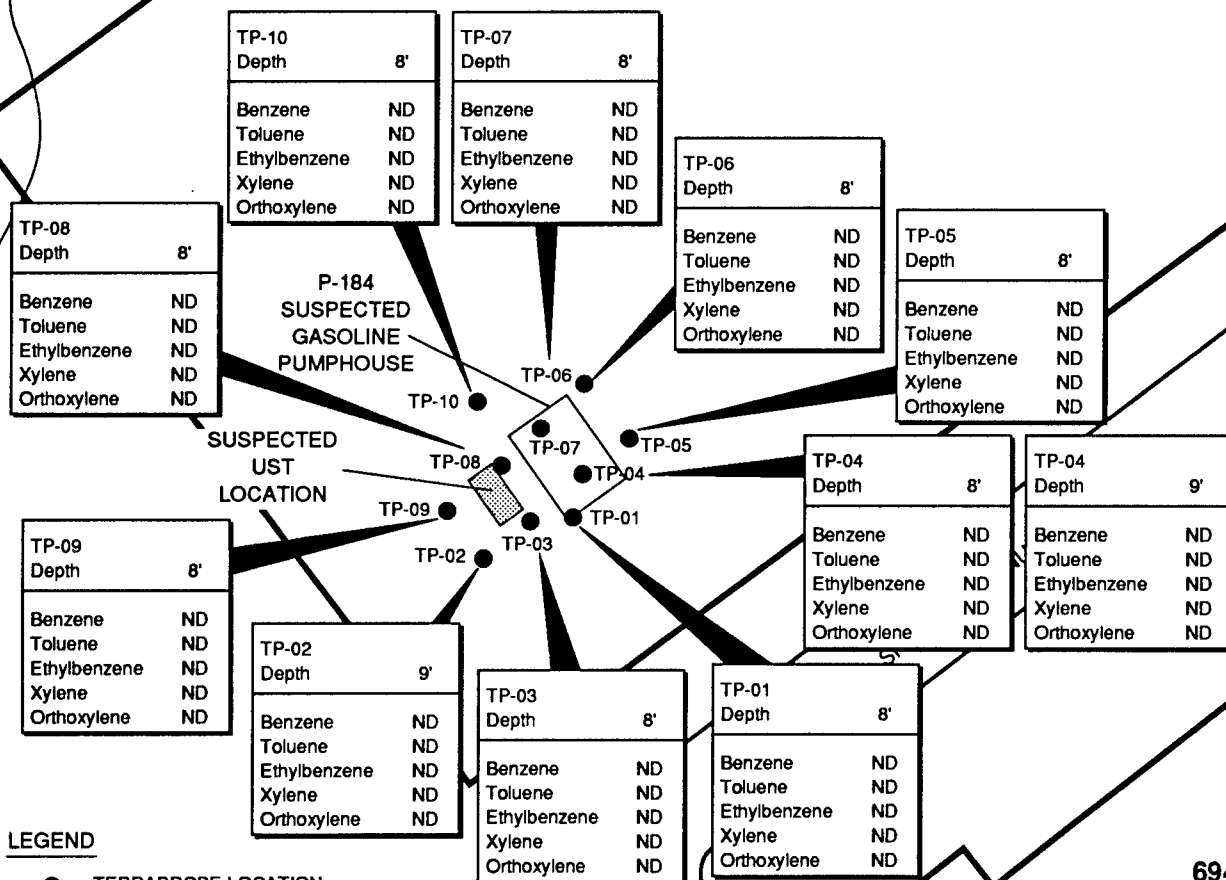 TP-10
Depth 8'
Benzene ND
Toluene ND
Ethylbenzene ND
Xylene ND
Orthoxylene ND
TP-07
Depth 8'
Benzene ND
Toluene ND
Ethylbenzene ND
Xylene ND
Orthoxylene ND
TP-06
Depth 8'
Benzene ND
Toluene ND
Ethylbenzene ND
Xylene ND
Orthoxylene ND
TP-08
Depth 8'
Benzene ND
Toluene ND
Ethylbenzene ND
Xylene ND
Orthoxylene ND
TP-05
Depth 8'
Benzene ND
Toluene ND
Ethylbenzene ND
Xylene ND
Orthoxylene ND
P-184
SUSPECTED
GASOLINE
PUMPHOUSE
TP-06
TP-10
TP-07
TP-05
TP-08
TP-04
TP-09
TP-01
TP-03
TP-02
SUSPECTED
UST
LOCATION
TP-04
Depth 8'
Benzene ND
Toluene ND
Ethylbenzene ND
Xylene ND
Orthoxylene ND
TP-04
Depth 9'
Benzene ND
Toluene ND
Ethylbenzene ND
Xylene ND
Orthoxylene ND
TP-09
Depth 8'
Benzene ND
Toluene ND
Ethylbenzene ND
Xylene ND
Orthoxylene ND
TP-02
Depth 9'
Benzene ND
Toluene ND
Ethylbenzene ND
Xylene ND
Orthoxylene ND
TP-03
Depth 8'
Benzene ND
Toluene ND
Ethylbenzene ND
Xylene ND
Orthoxylene ND
TP-01
Depth 8'
Benzene ND
Toluene ND
Ethylbenzene ND
Xylene ND
Orthoxylene ND
LEGEND
TERRAPROBE LOCATION